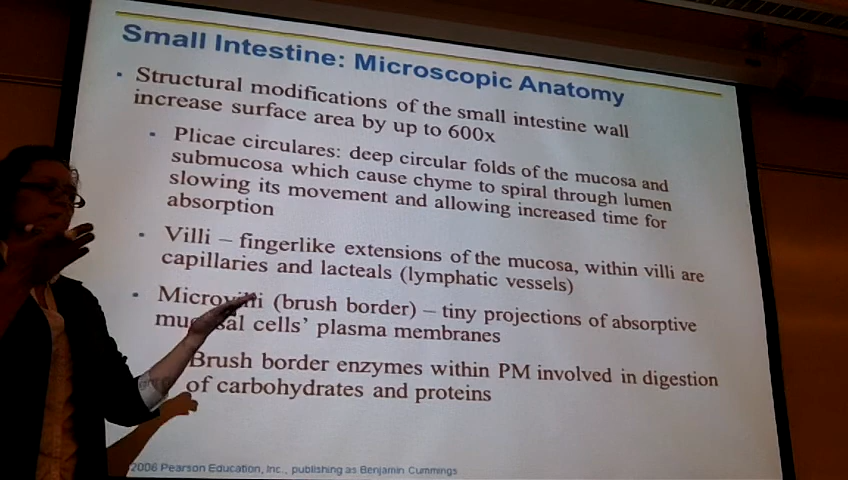 Small Intestine: Microscopic Anatomy
• Structural modifications of the small intestine wall
increase surface area by up to 600x
• Plicae circulares: deep circular folds of the mucosa and
submucosa which cause chyme to spiral through lumen
slowing its movement and allowing increased time for
absorption
• Villi – fingerlike extensions of the mucosa, within villi are
capillaries and lacteals (lymphatic vessels)
• Microvilli (brush border) – tiny projections of absorptive
mucosal cells' plasma membranes
Brush border enzymes within PM involved in digestion
of carbohydrates and proteins
2006 Pearson Education, Inc., publishing as Benjamin Cummings